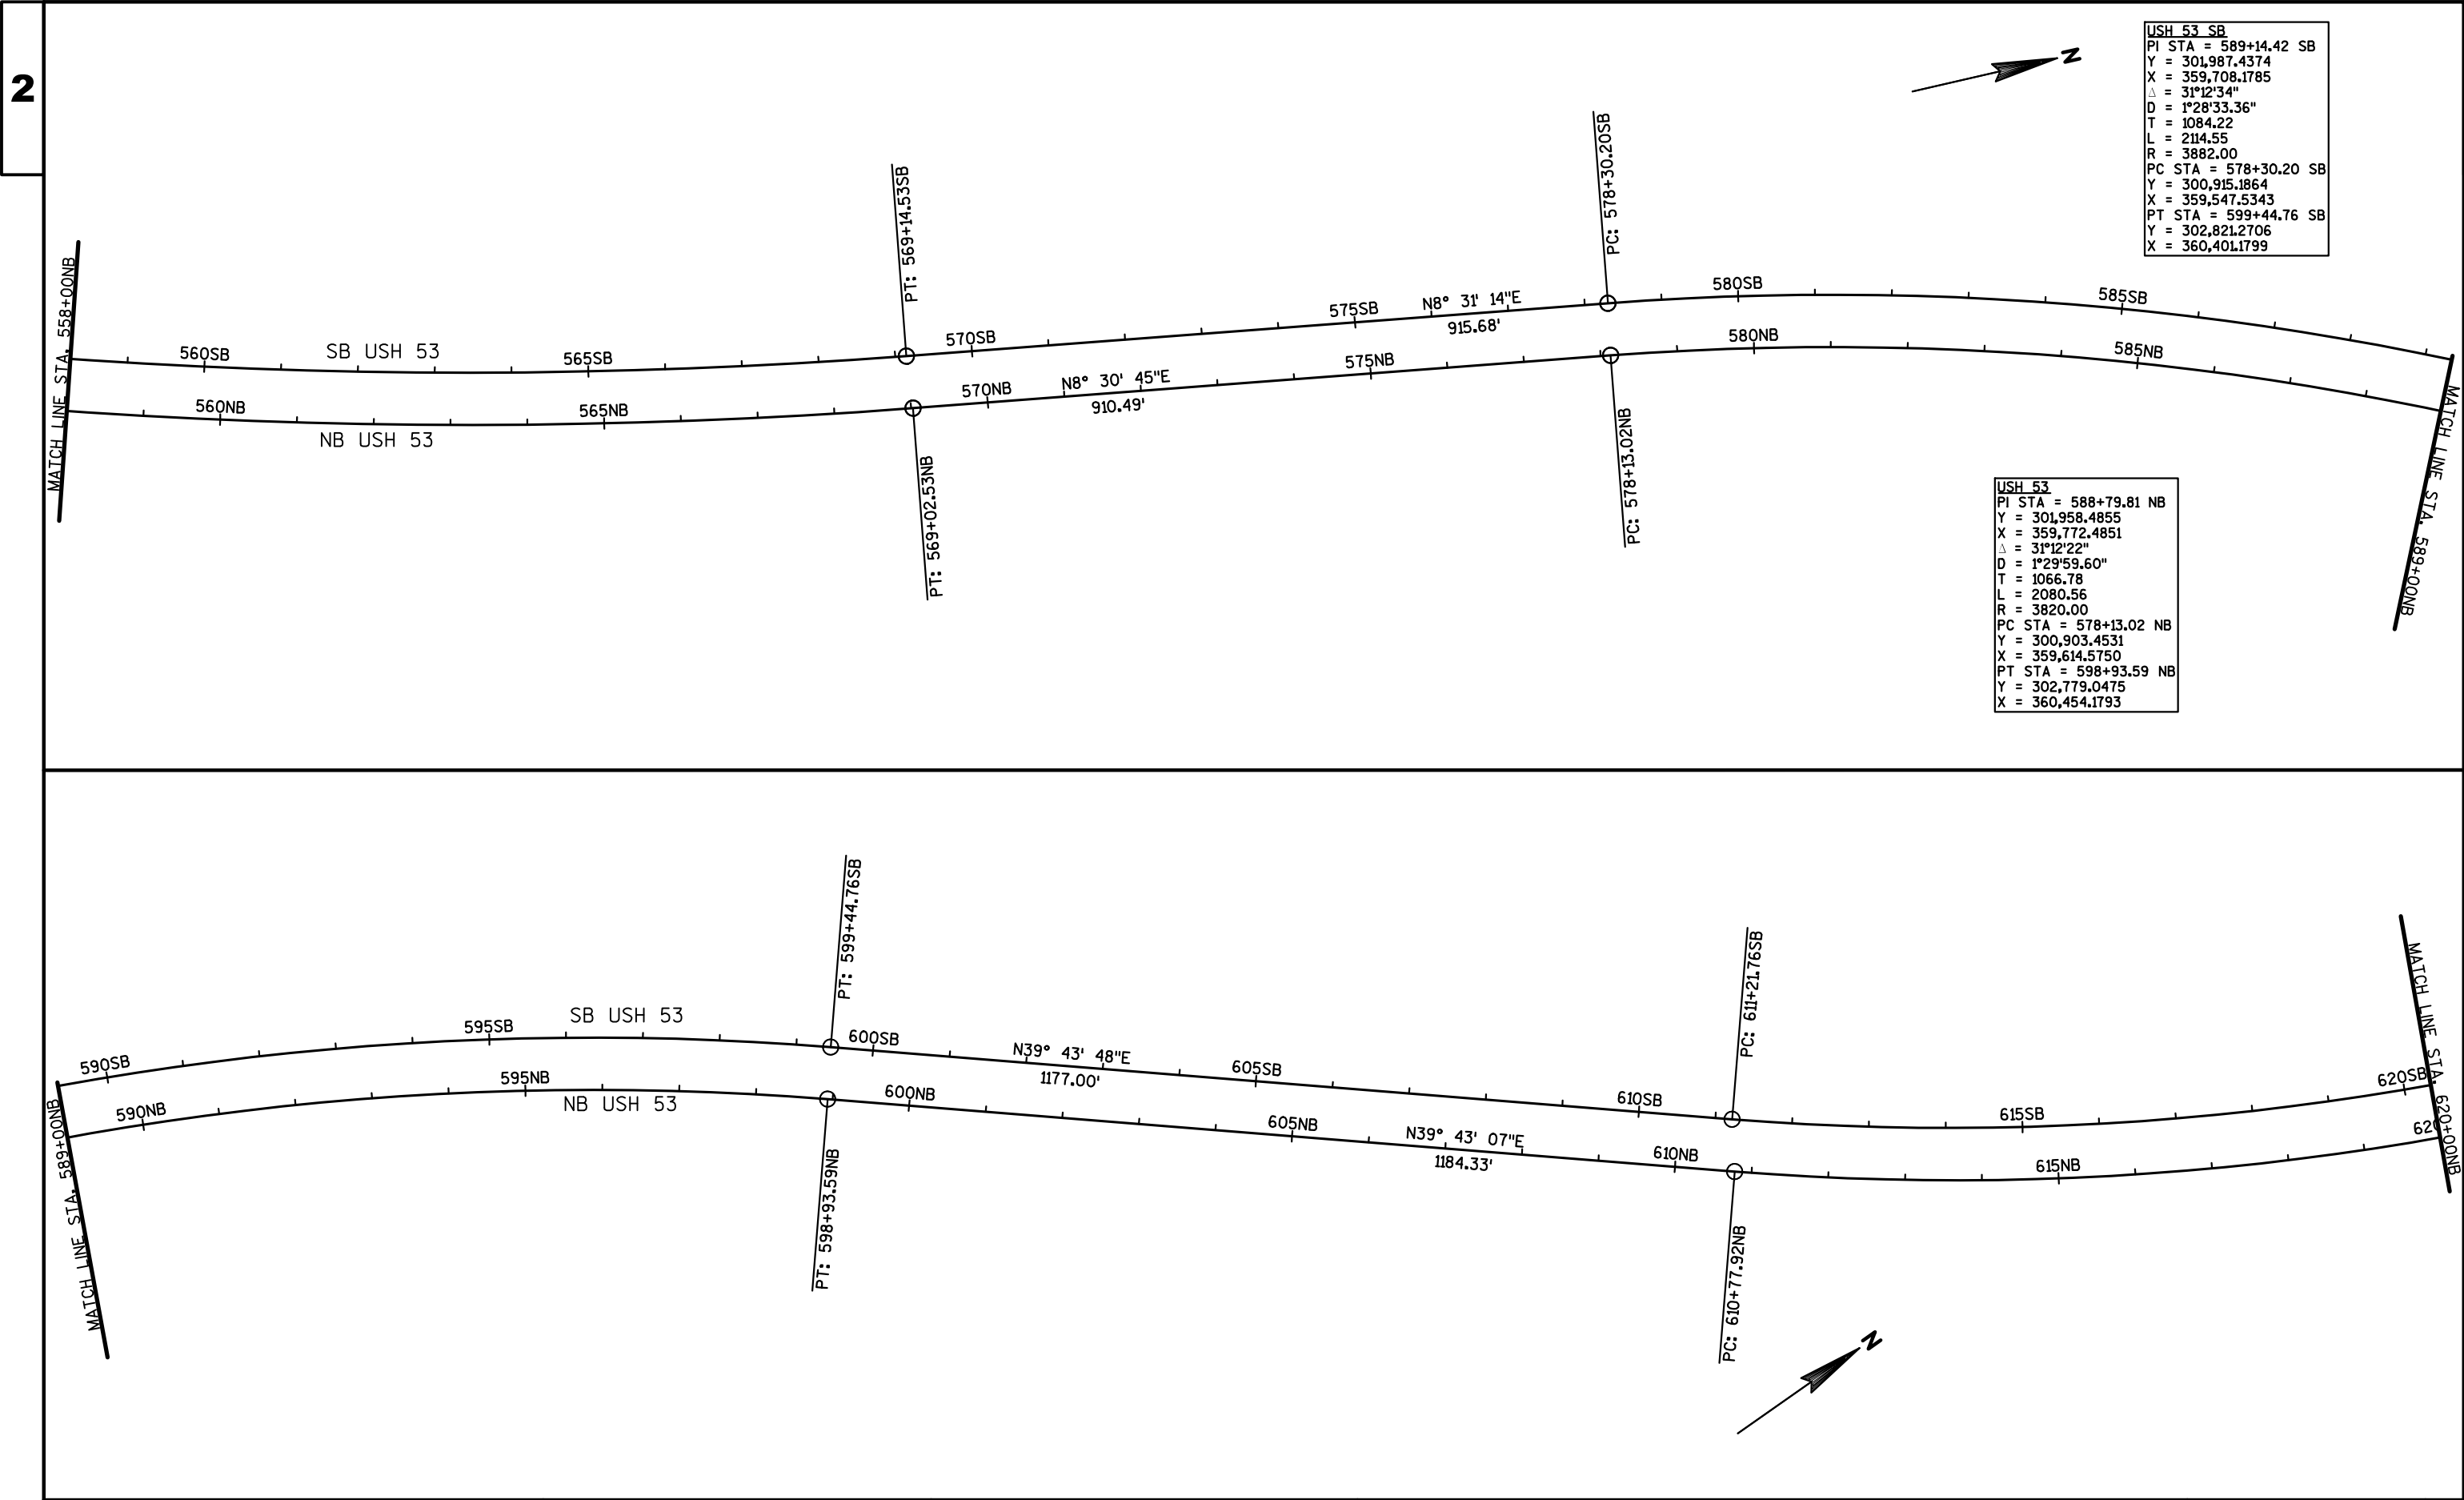 2
N
USH 53 SB
PI STA = 589+14.42 SB
Y = 301,987.4374
X = 359,708.1785
Δ = 31°12'34"
D = 1°28'33.36"
T = 1084.22
L = 2114.55
R = 3882.00
PC STA = 578+30.20 SB
Y = 300,915.1864
X = 359,547.5343
PT STA = 599+44.76 SB
Y = 302,821.2706
X = 360,401.1799
MATCH LINE STA. 558+00NB
560SB
SB USH 53
565SB
PT: 569+14.53SB
570SB
575SB
N8° 31' 14"E
915.68'
PC: 578+30.20SB
580SB
585SB
560NB
NB USH 53
565NB
PT: 569+02.53NB
570NB
N8° 30' 45"E
910.49'
575NB
PC: 578+13.02NB
580NB
585NB
MATCH LINE STA. 589+00NB
USH 53
PI STA = 588+79.81 NB
Y = 301,958.4855
X = 359,772.4851
Δ = 31°12'22"
D = 1°29'59.60"
T = 1066.78
L = 2080.56
R = 3820.00
PC STA = 578+13.02 NB
Y = 300,903.4531
X = 359,614.5750
PT STA = 598+93.59 NB
Y = 302,779.0475
X = 360,454.1793
MATCH LINE STA. 589+00NB
590SB
595SB
SB USH 53
PT: 599+44.76SB
600SB
N39° 43' 48"E
1177.00'
605SB
610SB
PC: 611+21.76SB
615SB
620SB
590NB
595NB
NB USH 53
PT: 598+93.59NB
600NB
605NB
N39° 43' 07"E
1184.33'
610NB
PC: 610+77.92NB
615NB
620
MATCH LINE STA. 620+00NB
N